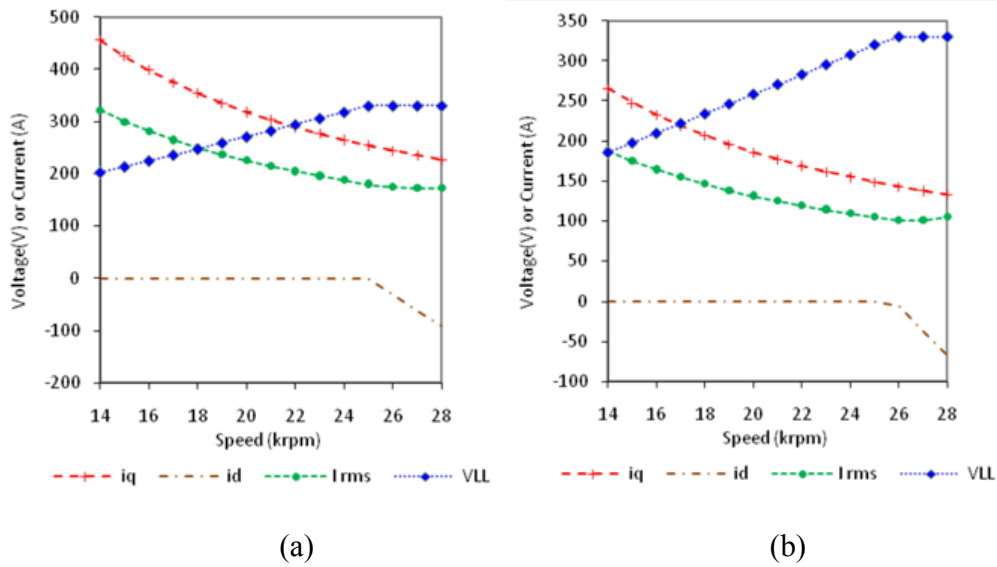 500
400
300
200
100
0
-100
-200
Voltage(V) or Current (A)
14 16 18 20 22 24 26 28
Speed (krpm)
iq id I rms VLL
(a)
350
300
250
200
150
100
50
0
-50
-100
Voltage(V) or Current (A)
14 16 18 20 22 24 26 28
Speed (krpm)
iq id I rms VLL
(b)